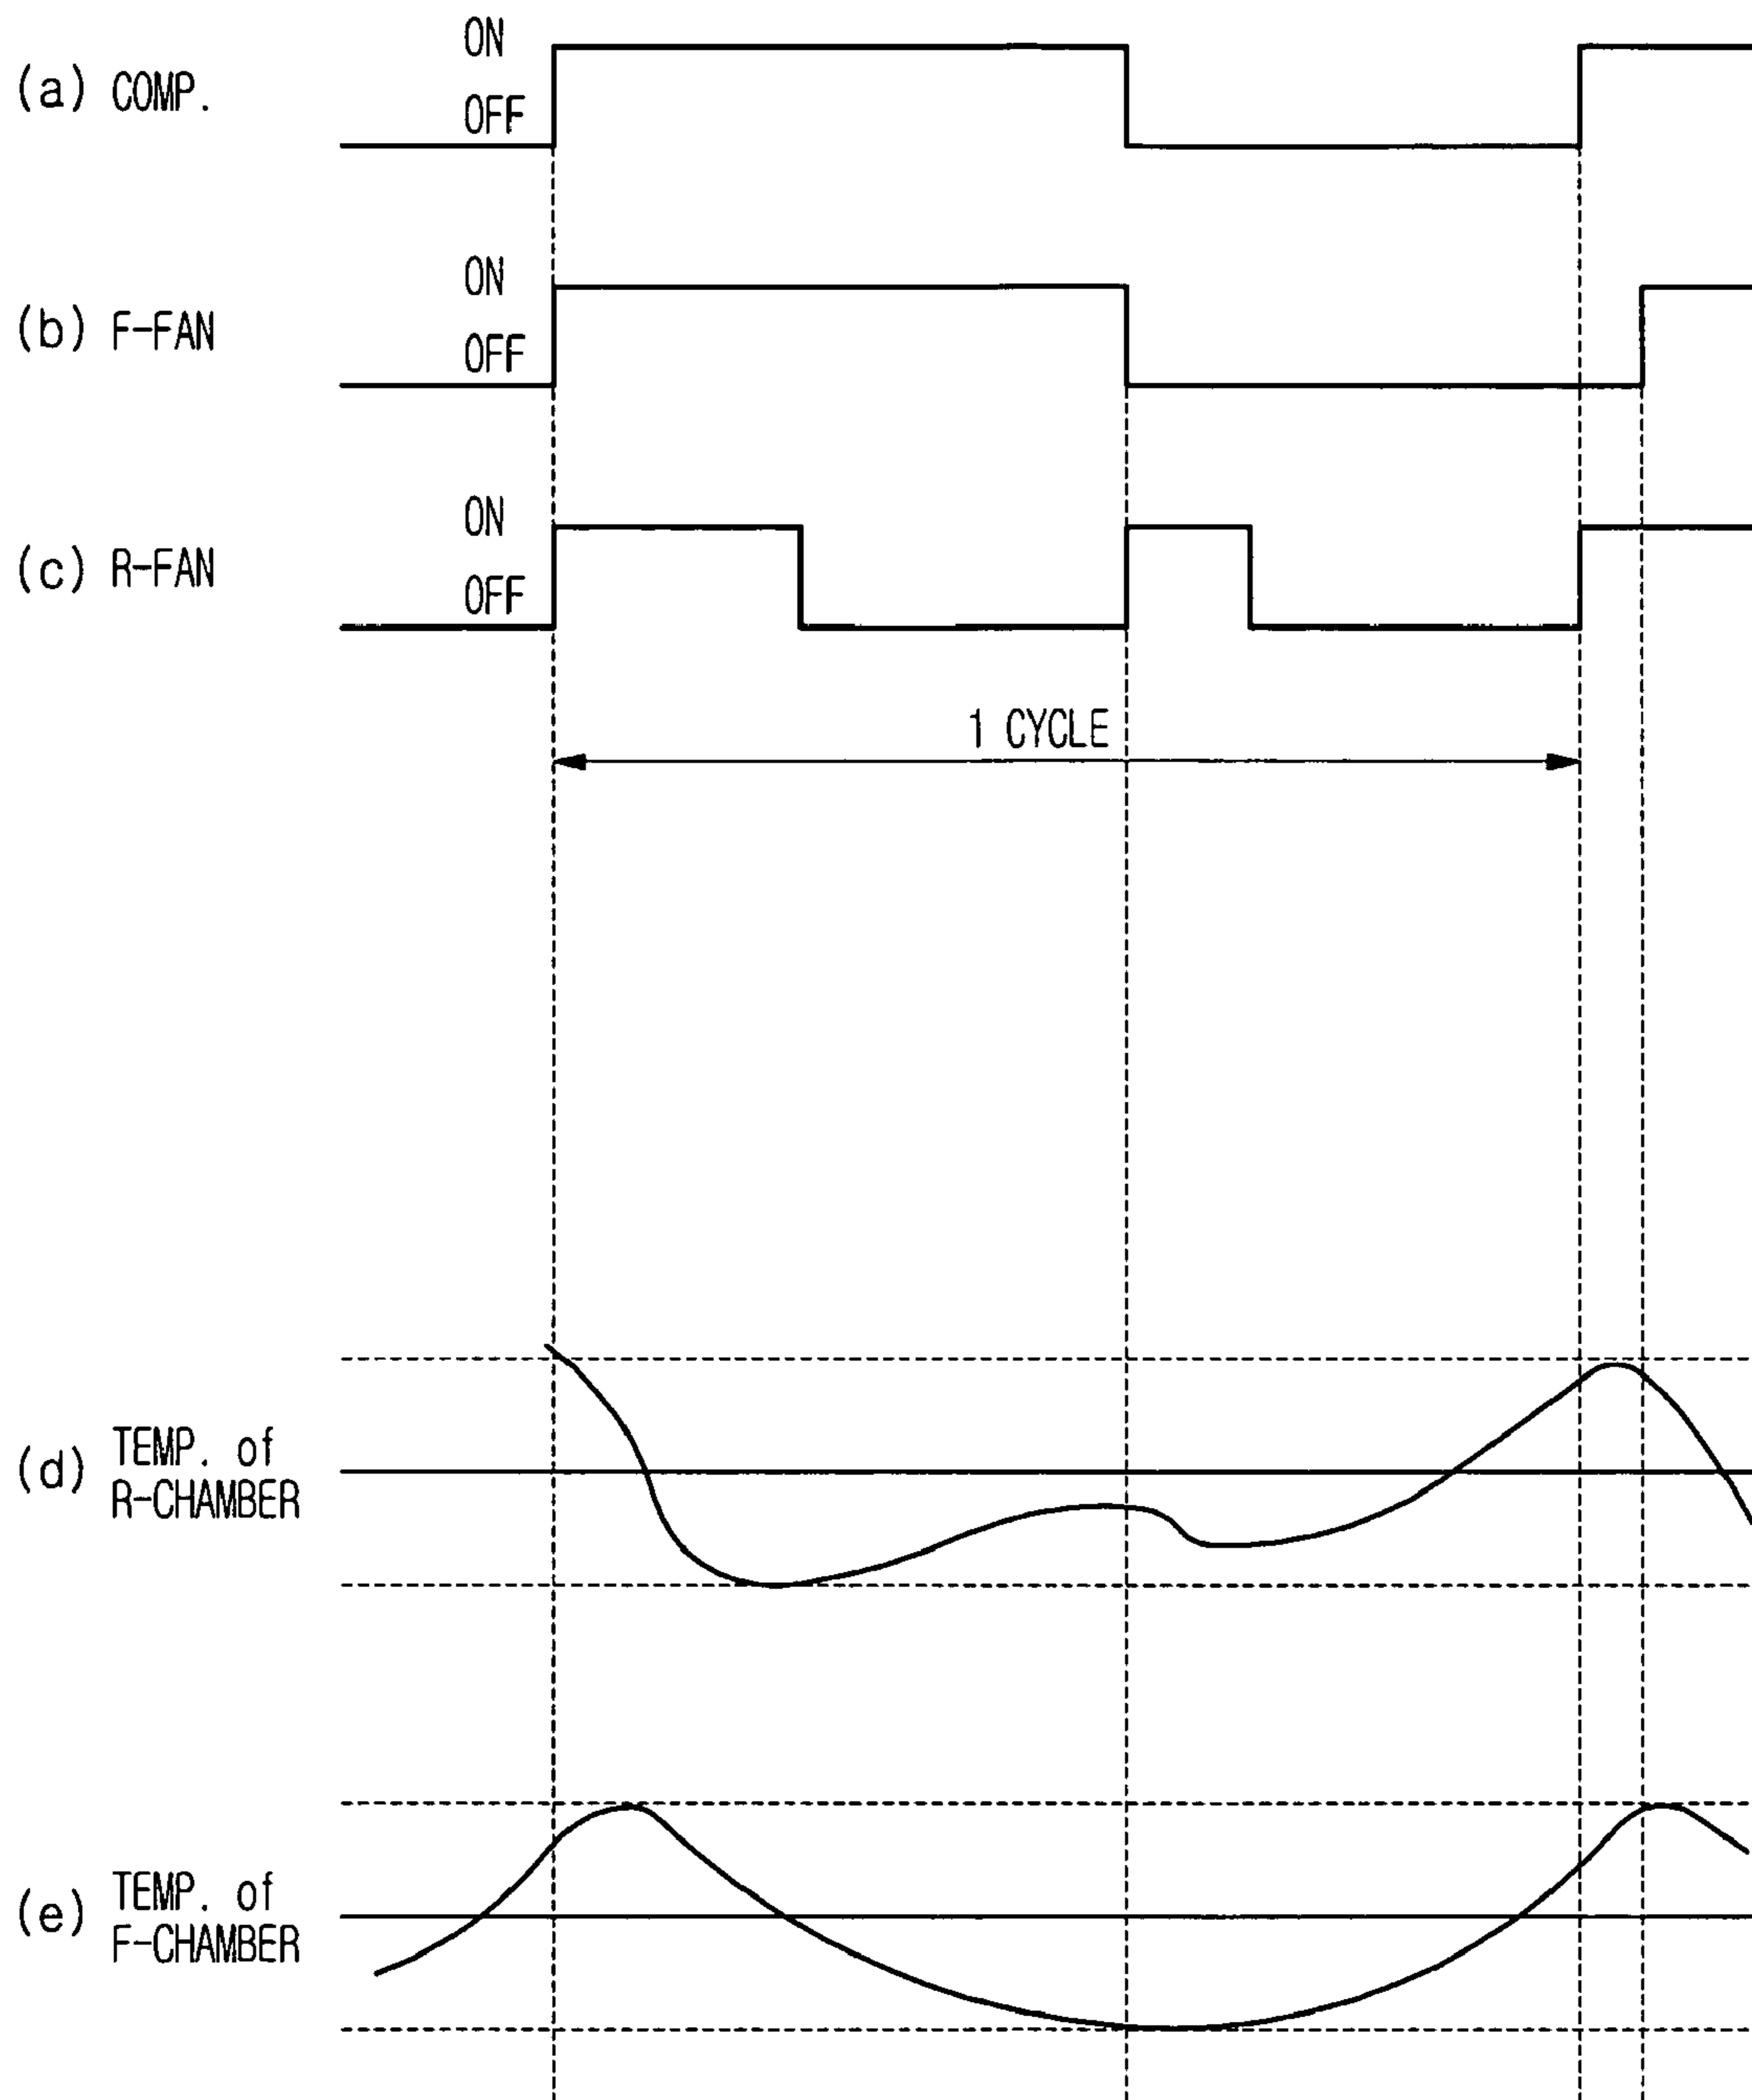 ON
(a) COMP.
OFF
ON
(b) F-FAN
OFF
ON
(c) R-FAN
OFF
1 CYCLE
(d) TEMP. of
R-CHAMBER
(e) TEMP. of
F-CHAMBER